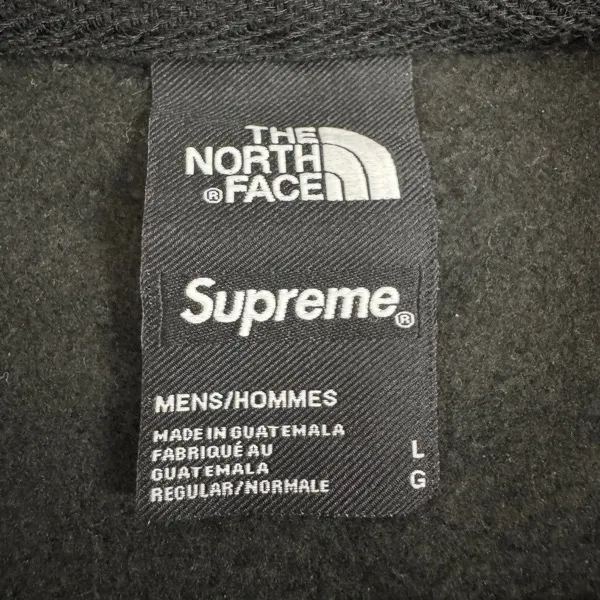 THE
NORTH
®FACE
Supreme®
MENS/HOMMES
MADE IN GUATEMALA
FABRIQUÉ AU L
GUATEMALA
REGULAR/NORMALE G